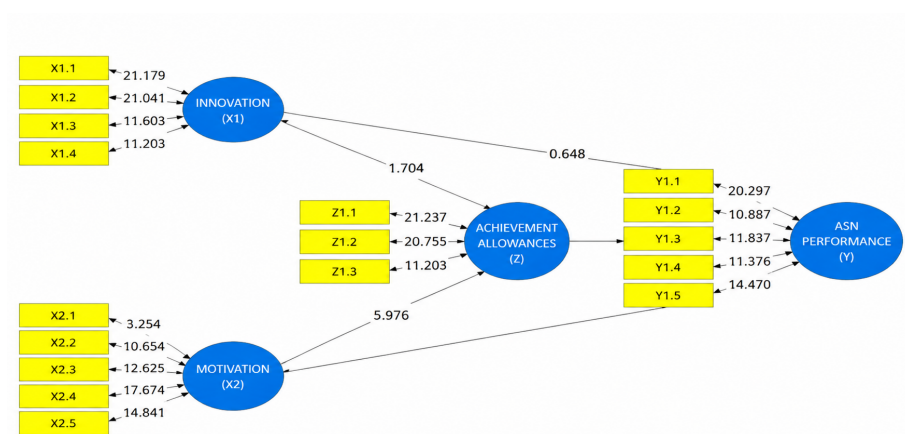 X1.1
21.179
X1.2
21.041
X1.3
11.603
X1.4
11.203
INNOVATION
(X1)
0.648
1.704
Z1.1
21.237
Z1.2
20.755
Z1.3
11.203
ACHIEVEMENT
ALLOWANCES
(Z)
Y1.1
20.297
Y1.2
10.887
Y1.3
11.837
Y1.4
11.376
Y1.5
14.470
ASN
PERFORMANCE
(Y)
5.976
X2.1
3.254
X2.2
10.654
X2.3
12.625
X2.4
17.674
X2.5
14.841
MOTIVATION
(X2)